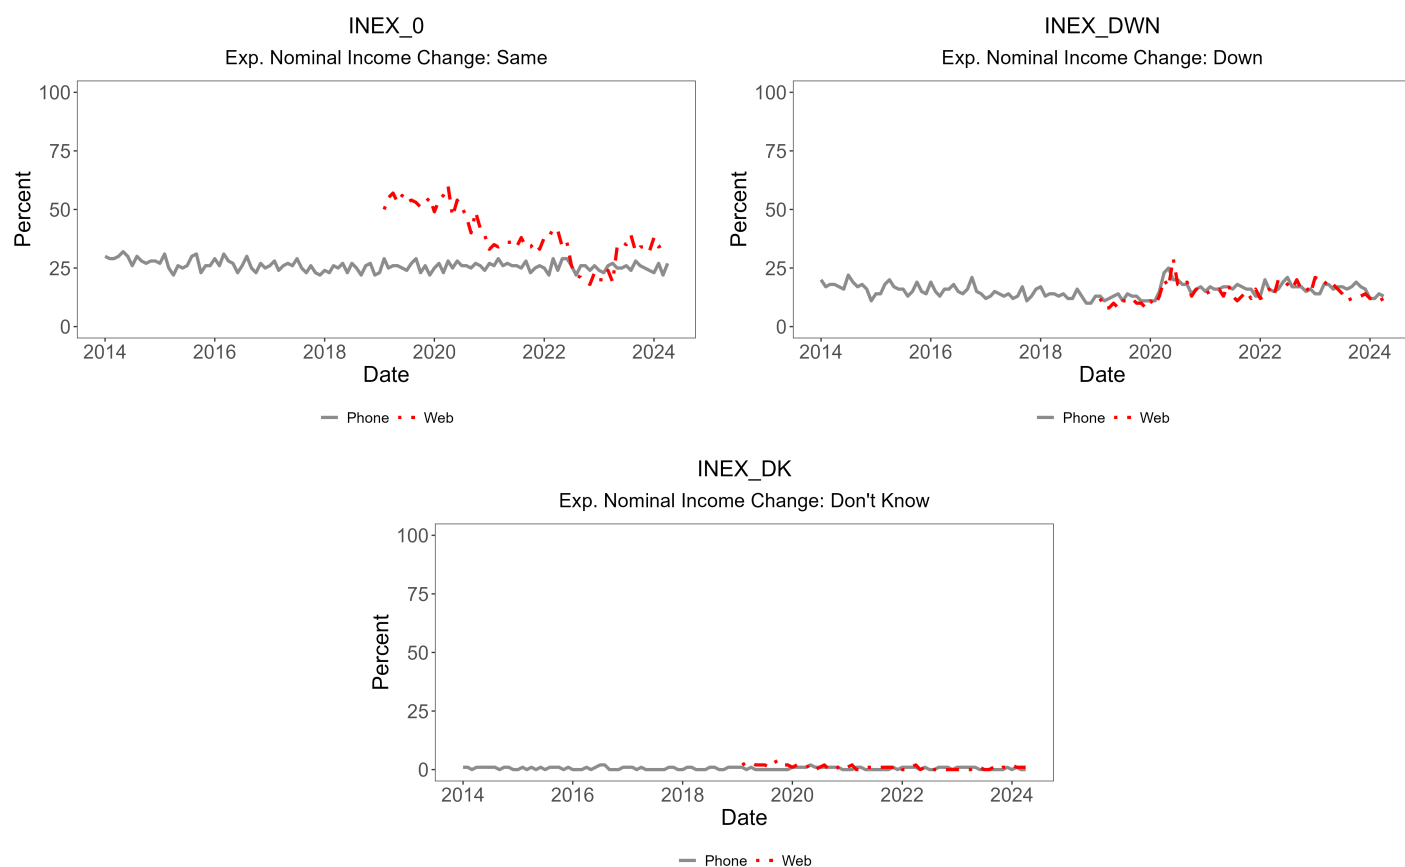 INEX_0
Exp. Nominal Income Change: Same
100
75
50
25
0
Percent
2014 2016 2018 2020 2022 2024
Date
Phone Web
INEX_DWN
Exp. Nominal Income Change: Down
100
75
50
25
0
Percent
2014 2016 2018 2020 2022 2024
Date
Phone Web
INEX_DK
Exp. Nominal Income Change: Don't Know
100
75
50
25
0
Percent
2014 2016 2018 2020 2022 2024
Date
Phone Web